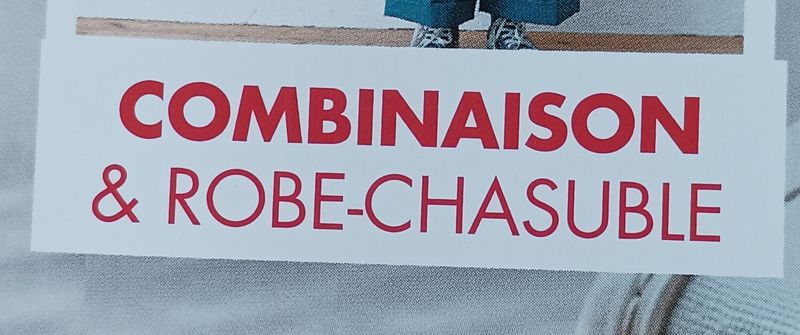 COMBINAISON
& ROBE-CHASUBLE